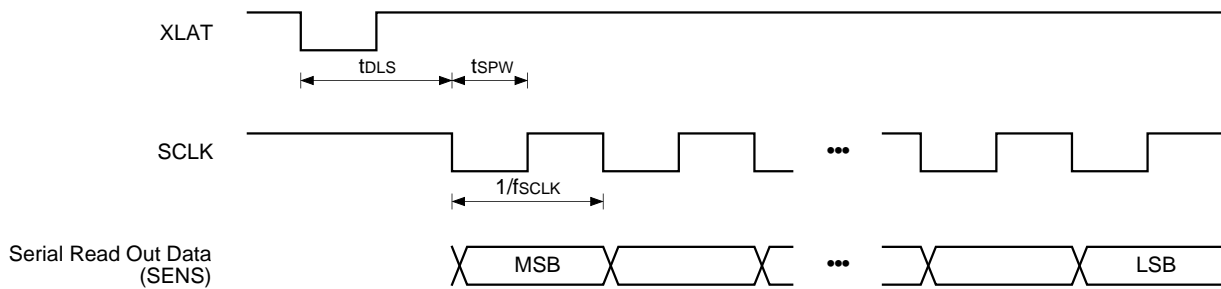 XLAT
tDLS
tSPW
SCLK
•••
1/fSCLK
Serial Read Out Data
(SENS)
MSB
•••
LSB